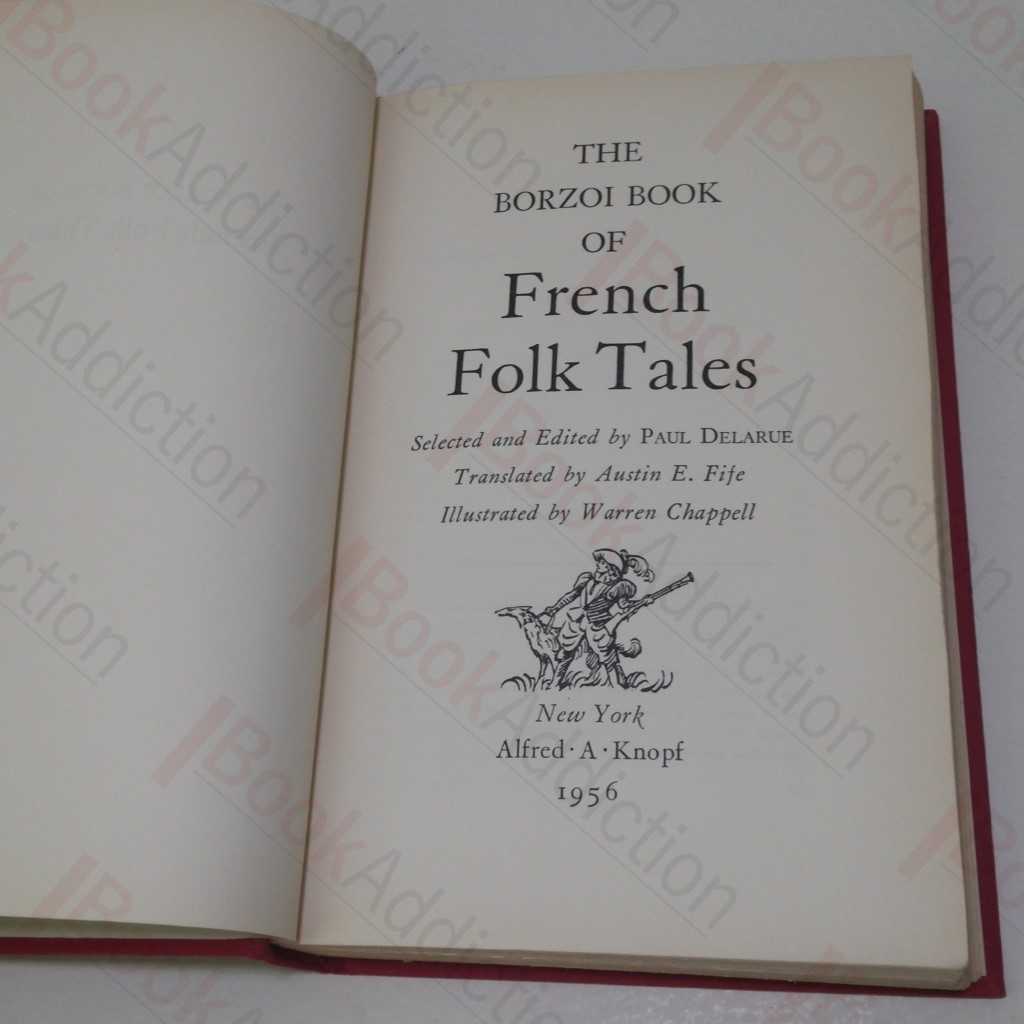 THE
BORZOI BOOK
OF
French
Folk Tales
Selected and Edited by PAUL DELARUE
Translated by Austin E. Fife
Illustrated by Warren Chappell
New York
Alfred · A · Knopf
1956
BookAddiction